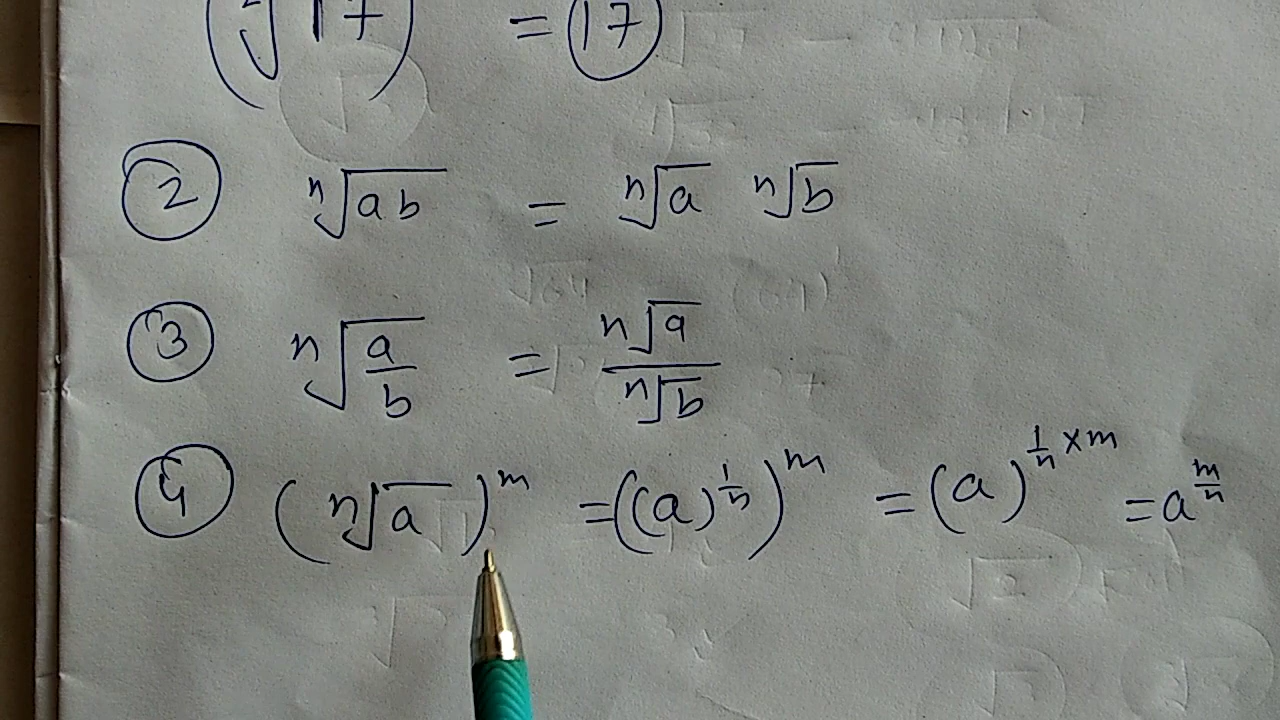 (√17) = 17
2 ⁿ√ab = ⁿ√a ⁿ√b
3 ⁿ√(a/b) = ⁿ√a / ⁿ√b
4 (ⁿ√a)^m = ((a)^(1/n))^m = (a)^(1/n × m) = a^(m/n)